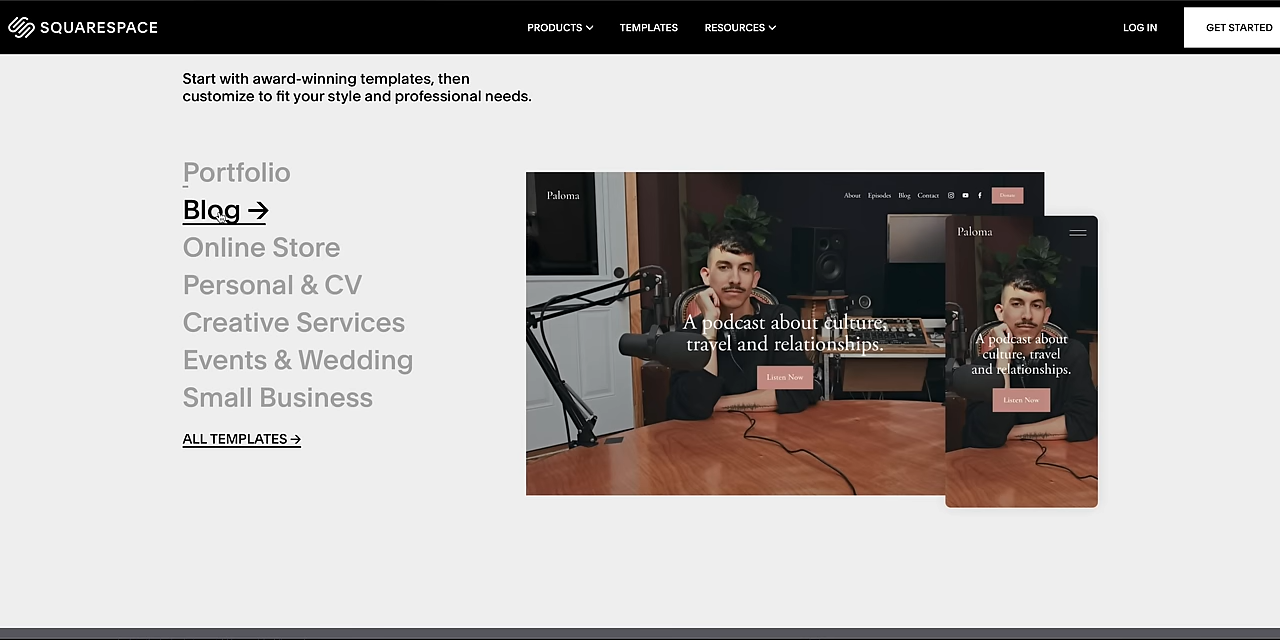 SQUARESPACE
PRODUCTS
TEMPLATES
RESOURCES
LOG IN
GET STARTED
Start with award-winning templates, then
customize to fit your style and professional needs.
Portfolio
Blog →
Online Store
Personal & CV
Creative Services
Events & Wedding
Small Business
ALL TEMPLATES →
Paloma
About Episodes Blog Contact
Donate
A podcast about culture,
travel and relationships.
Listen Now
Paloma
A podcast about
culture, travel
and relationships.
Listen Now